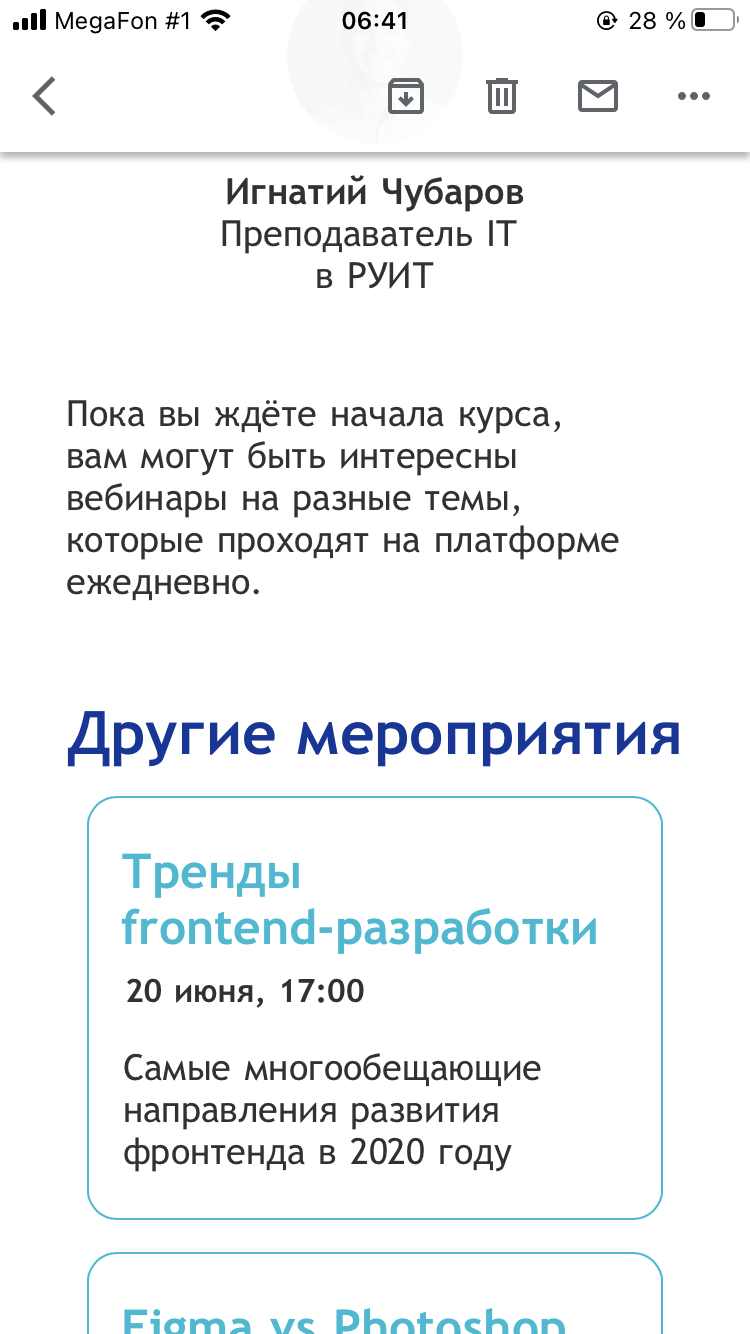 MegaFon #1 06:41 28 %
Игнатий Чубаров
Преподаватель IT
в РУИТ
Пока вы ждёте начала курса,
вам могут быть интересны
вебинары на разные темы,
которые проходят на платформе
ежедневно.
Другие мероприятия
Тренды
frontend-разработки
20 июня, 17:00
Самые многообещающие
направления развития
фронтенда в 2020 году
Figma vs Photoshop